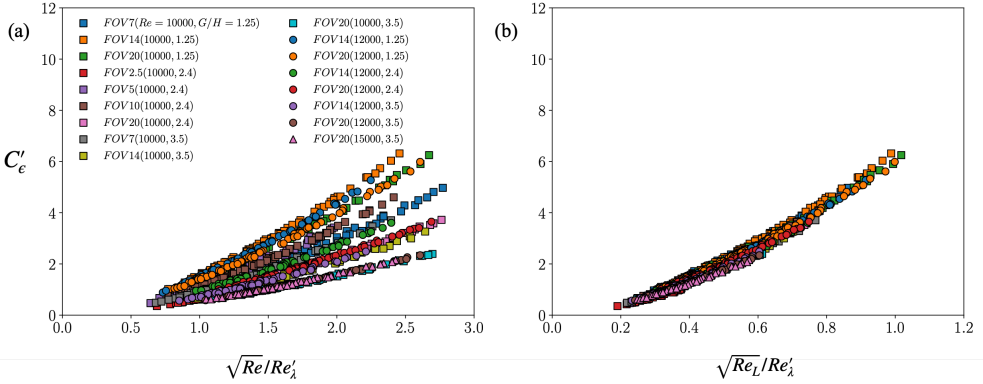 (a)
12
10
8
6
4
2
0
C′ϵ
FOV7(Re = 10000, G/H = 1.25)
FOV14(10000, 1.25)
FOV20(10000, 1.25)
FOV2.5(10000, 2.4)
FOV5(10000, 2.4)
FOV10(10000, 2.4)
FOV20(10000, 2.4)
FOV7(10000, 3.5)
FOV14(10000, 3.5)
FOV20(10000, 3.5)
FOV14(12000, 1.25)
FOV20(12000, 1.25)
FOV14(12000, 2.4)
FOV20(12000, 2.4)
FOV14(12000, 3.5)
FOV20(12000, 3.5)
FOV20(15000, 3.5)
0.0 0.5 1.0 1.5 2.0 2.5 3.0
√Re/Re′λ
(b)
12
10
8
6
4
2
0
0.0 0.2 0.4 0.6 0.8 1.0 1.2
√ReL/Re′λ